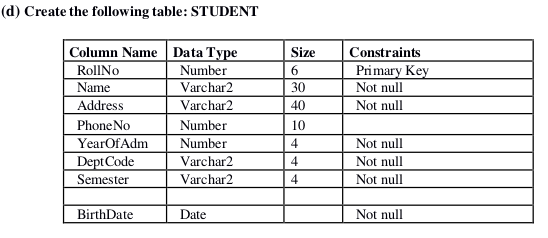 (d) Create the following table: STUDENT
Column Name Data Type Size Constraints
RollNo Number 6 Primary Key
Name Varchar2 30 Not null
Address Varchar2 40 Not null
PhoneNo Number 10
YearOfAdm Number 4 Not null
DeptCode Varchar2 4 Not null
Semester Varchar2 4 Not null
BirthDate Date Not null